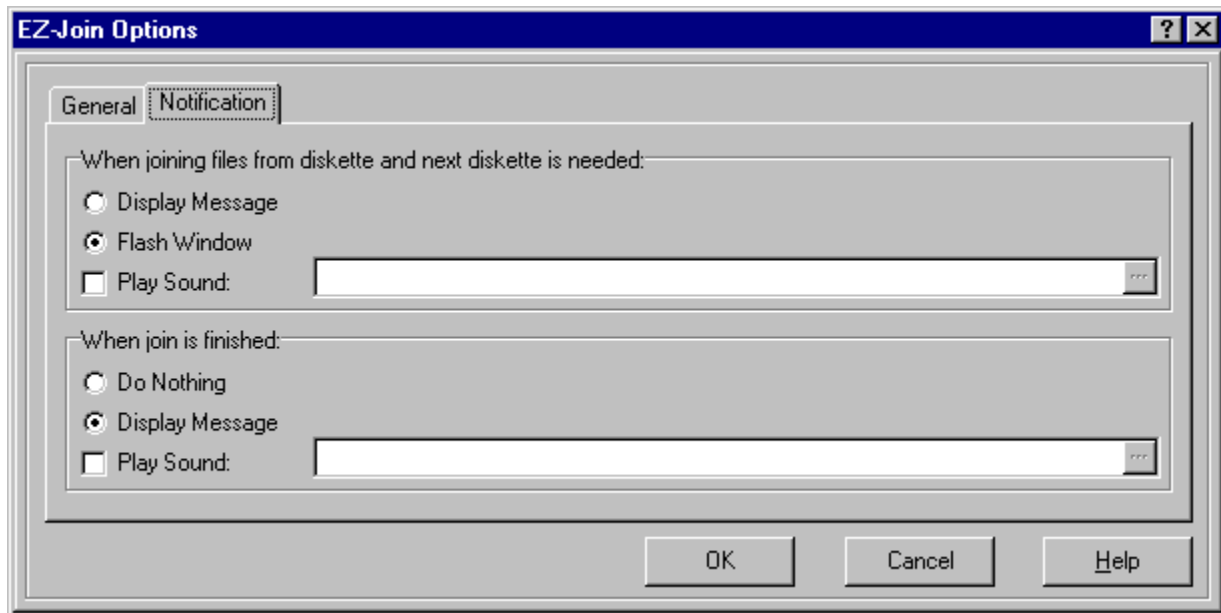 EZ-Join Options
General Notification
When joining files from diskette and next diskette is needed:
Display Message
Flash Window
Play Sound: ...
When join is finished:
Do Nothing
Display Message
Play Sound: ...
OK Cancel Help